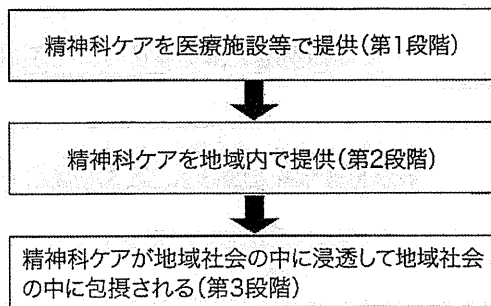 精神科ケアを医療施設等で提供(第1段階)
精神科ケアを地域内で提供(第2段階)
精神科ケアが地域社会の中に浸透して地域社会
の中に包摂される(第3段階)